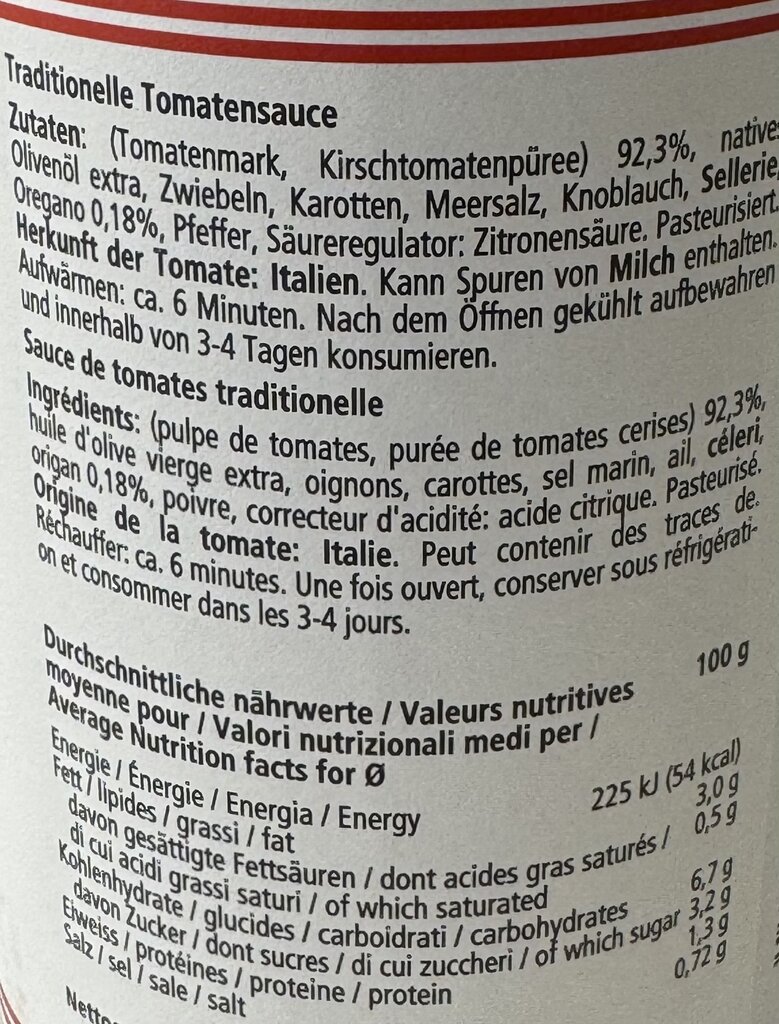 Traditionelle Tomatensauce
Zutaten: (Tomatenmark, Kirschtomatenpüree) 92,3%, native
Olivenöl extra, Zwiebeln, Karotten, Meersalz, Knoblauch, Sellerie,
Oregano 0,18%, Pfeffer, Säureregulator: Zitronensäure. Pasteurisiert.
Herkunft der Tomate: Italien. Kann Spuren von Milch enthalten.
Aufwärmen: ca. 6 Minuten. Nach dem Öffnen gekühlt aufbewahren
und innerhalb von 3-4 Tagen konsumieren.
Sauce de tomates traditionelle
Ingrédients: (pulpe de tomates, purée de tomates cerises) 92,3%,
huile d'olive vierge extra, oignons, carottes, sel marin, ail, céleri,
origan 0,18%, poivre, correcteur d'acidité: acide citrique. Pasteurisé.
Origine de la tomate: Italie. Peut contenir des traces de.
Réchauffer: ca. 6 minutes. Une fois ouvert, conserver sous réfrigérati-
on et consommer dans les 3-4 jours.
Durchschnittliche nährwerte / Valeurs nutritives 100 g
moyenne pour / Valori nutrizionali medi per /
Average Nutrition facts for Ø
Energie / Énergie / Energia / Energy 225 kJ (54 kcal)
Fett / lipides / grassi / fat 3,0 g
davon gesättigte Fettsäuren / dont acides gras saturés / 0,5 g
di cui acidi grassi saturi / of which saturated
Kohlenhydrate / glucides / carboidrati / carbohydrates 6,7 g
davon Zucker / dont sucres / di cui zuccheri / of which sugar 3,2 g
Eiweiss / protéines / proteine / protein 1,3 g
Salz / sel / sale / salt 0,72 g